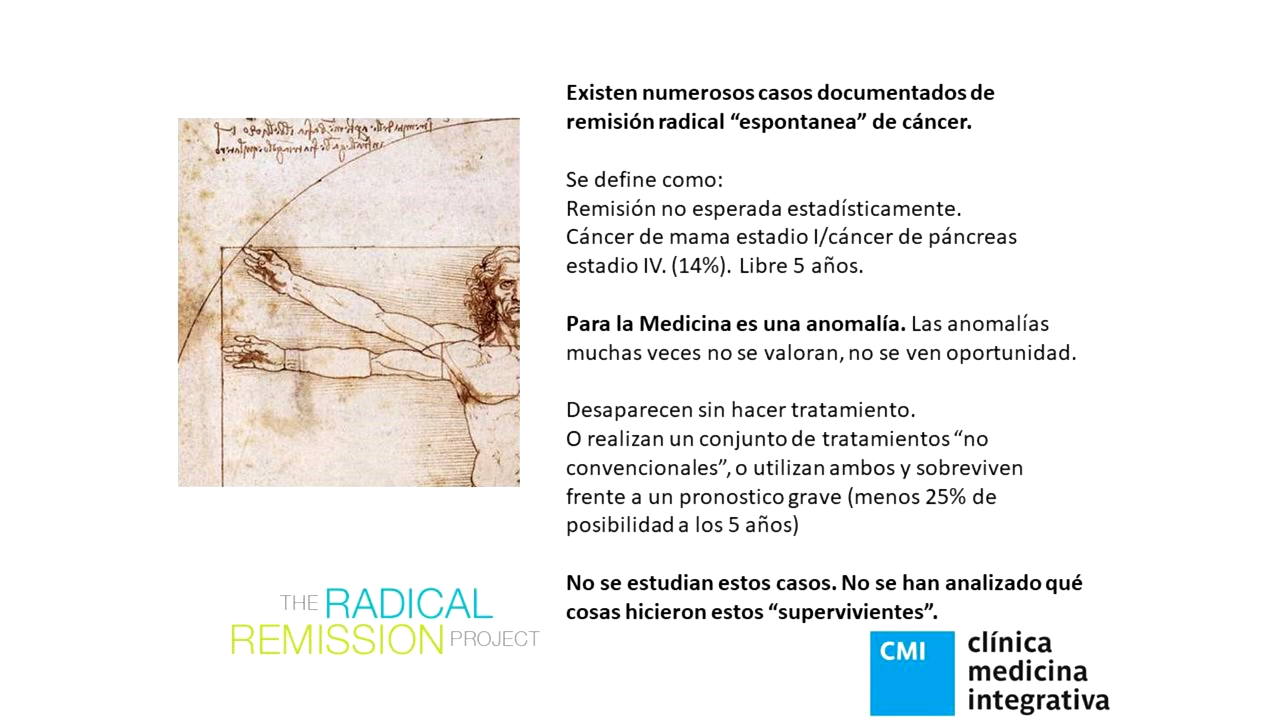 Existen numerosos casos documentados de
remisión radical “espontanea” de cáncer.
Se define como:
Remisión no esperada estadísticamente.
Cáncer de mama estadio I/cáncer de páncreas
estadio IV. (14%). Libre 5 años.
Para la Medicina es una anomalía. Las anomalías
muchas veces no se valoran, no se ven oportunidad.
Desaparecen sin hacer tratamiento.
O realizan un conjunto de tratamientos “no
convencionales”, o utilizan ambos y sobreviven
frente a un pronostico grave (menos 25% de
posibilidad a los 5 años)
No se estudian estos casos. No se han analizado qué
cosas hicieron estos “supervivientes”.
THE RADICAL
REMISSION PROJECT
CMI
clínica
medicina
integrativa